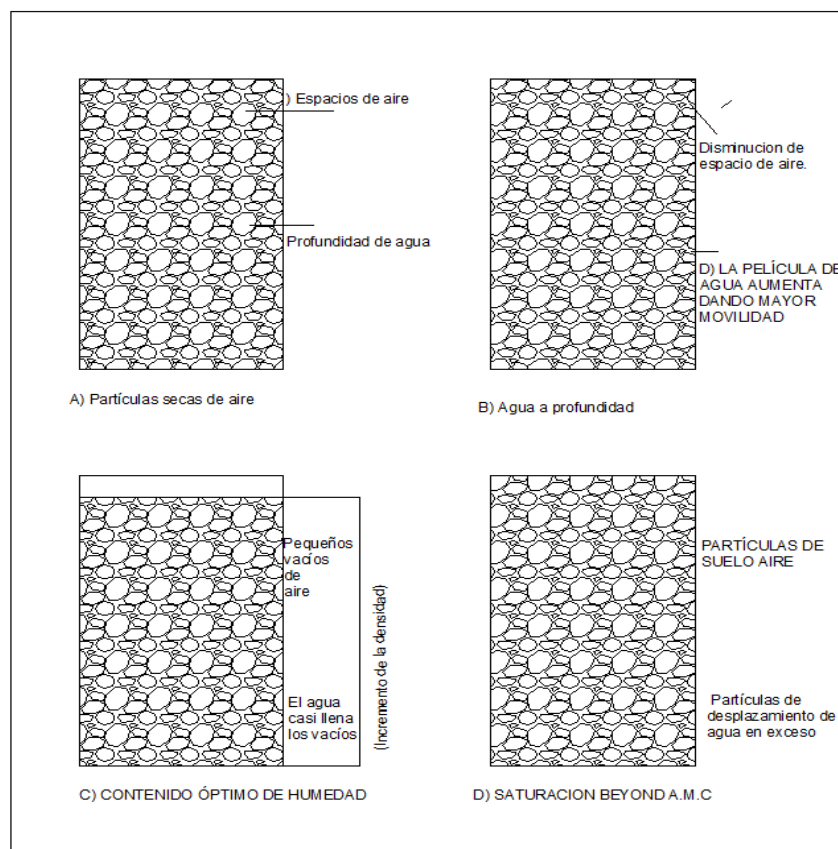 ) Espacios de aire
Profundidad de agua
A) Partículas secas de aire
Disminucion de
espacio de aire.
D) LA PELÍCULA DE
AGUA AUMENTA
DANDO MAYOR
MOVILIDAD
B) Agua a profundidad
Pequeños
vacíos
de
aire
El agua
casi llena
los vacíos
(Incremento de la densidad)
C) CONTENIDO ÓPTIMO DE HUMEDAD
PARTÍCULAS DE
SUELO AIRE
Partículas de
desplazamiento de
agua en exceso
D) SATURACION BEYOND A.M.C